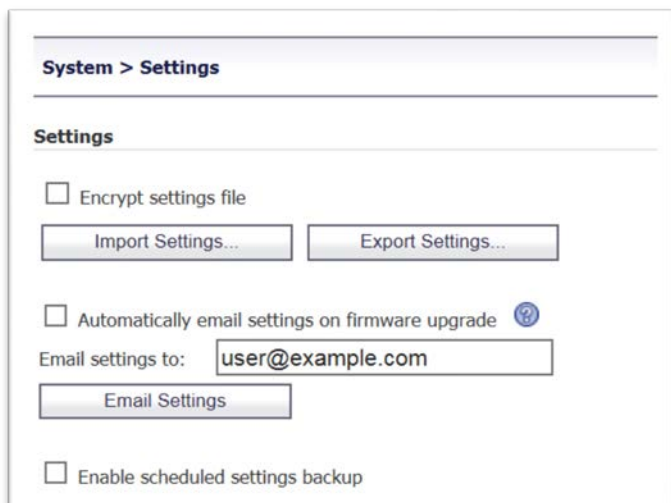 System > Settings
Settings
Encrypt settings file
Import Settings... Export Settings...
Automatically email settings on firmware upgrade ?
Email settings to: user@example.com
Email Settings
Enable scheduled settings backup